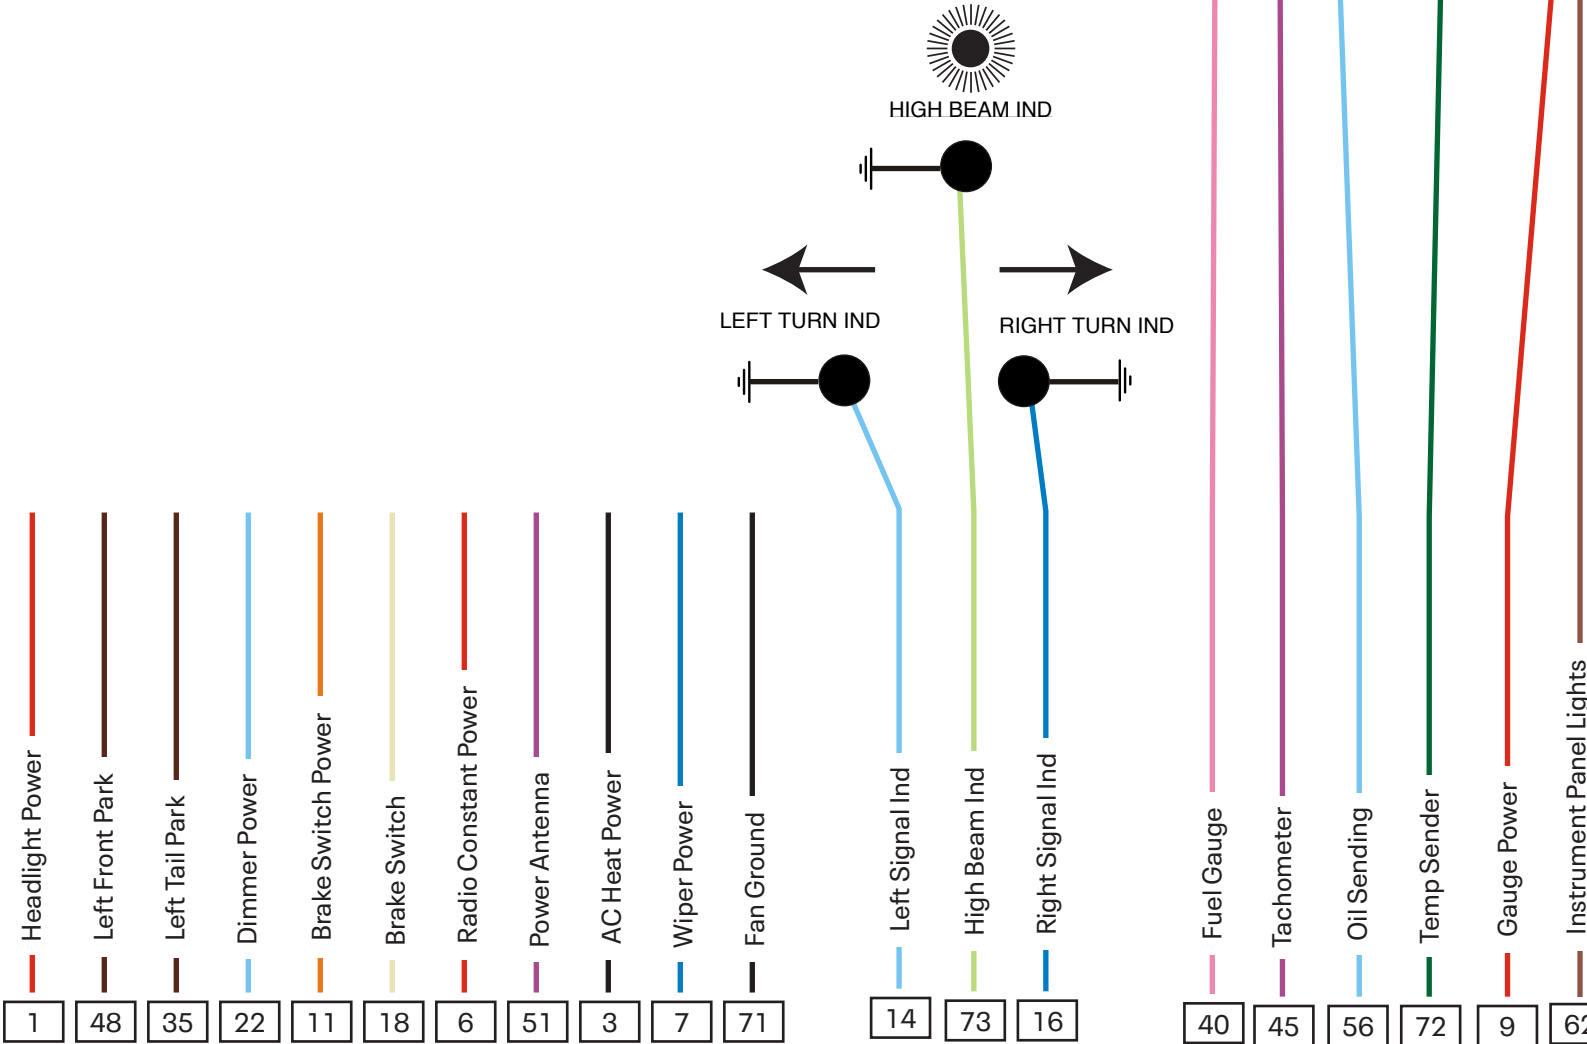 HIGH BEAM IND
LEFT TURN IND
RIGHT TURN IND
Headlight Power
Left Front Park
Left Tail Park
Dimmer Power
Brake Switch Power
Brake Switch
Radio Constant Power
Power Antenna
AC Heat Power
Wiper Power
Fan Ground
Left Signal Ind
High Beam Ind
Right Signal Ind
Fuel Gauge
Tachometer
Oil Sending
Temp Sender
Gauge Power
Instrument Panel Lights
1
48
35
22
11
18
6
51
3
7
71
14
73
16
40
45
56
72
9
62